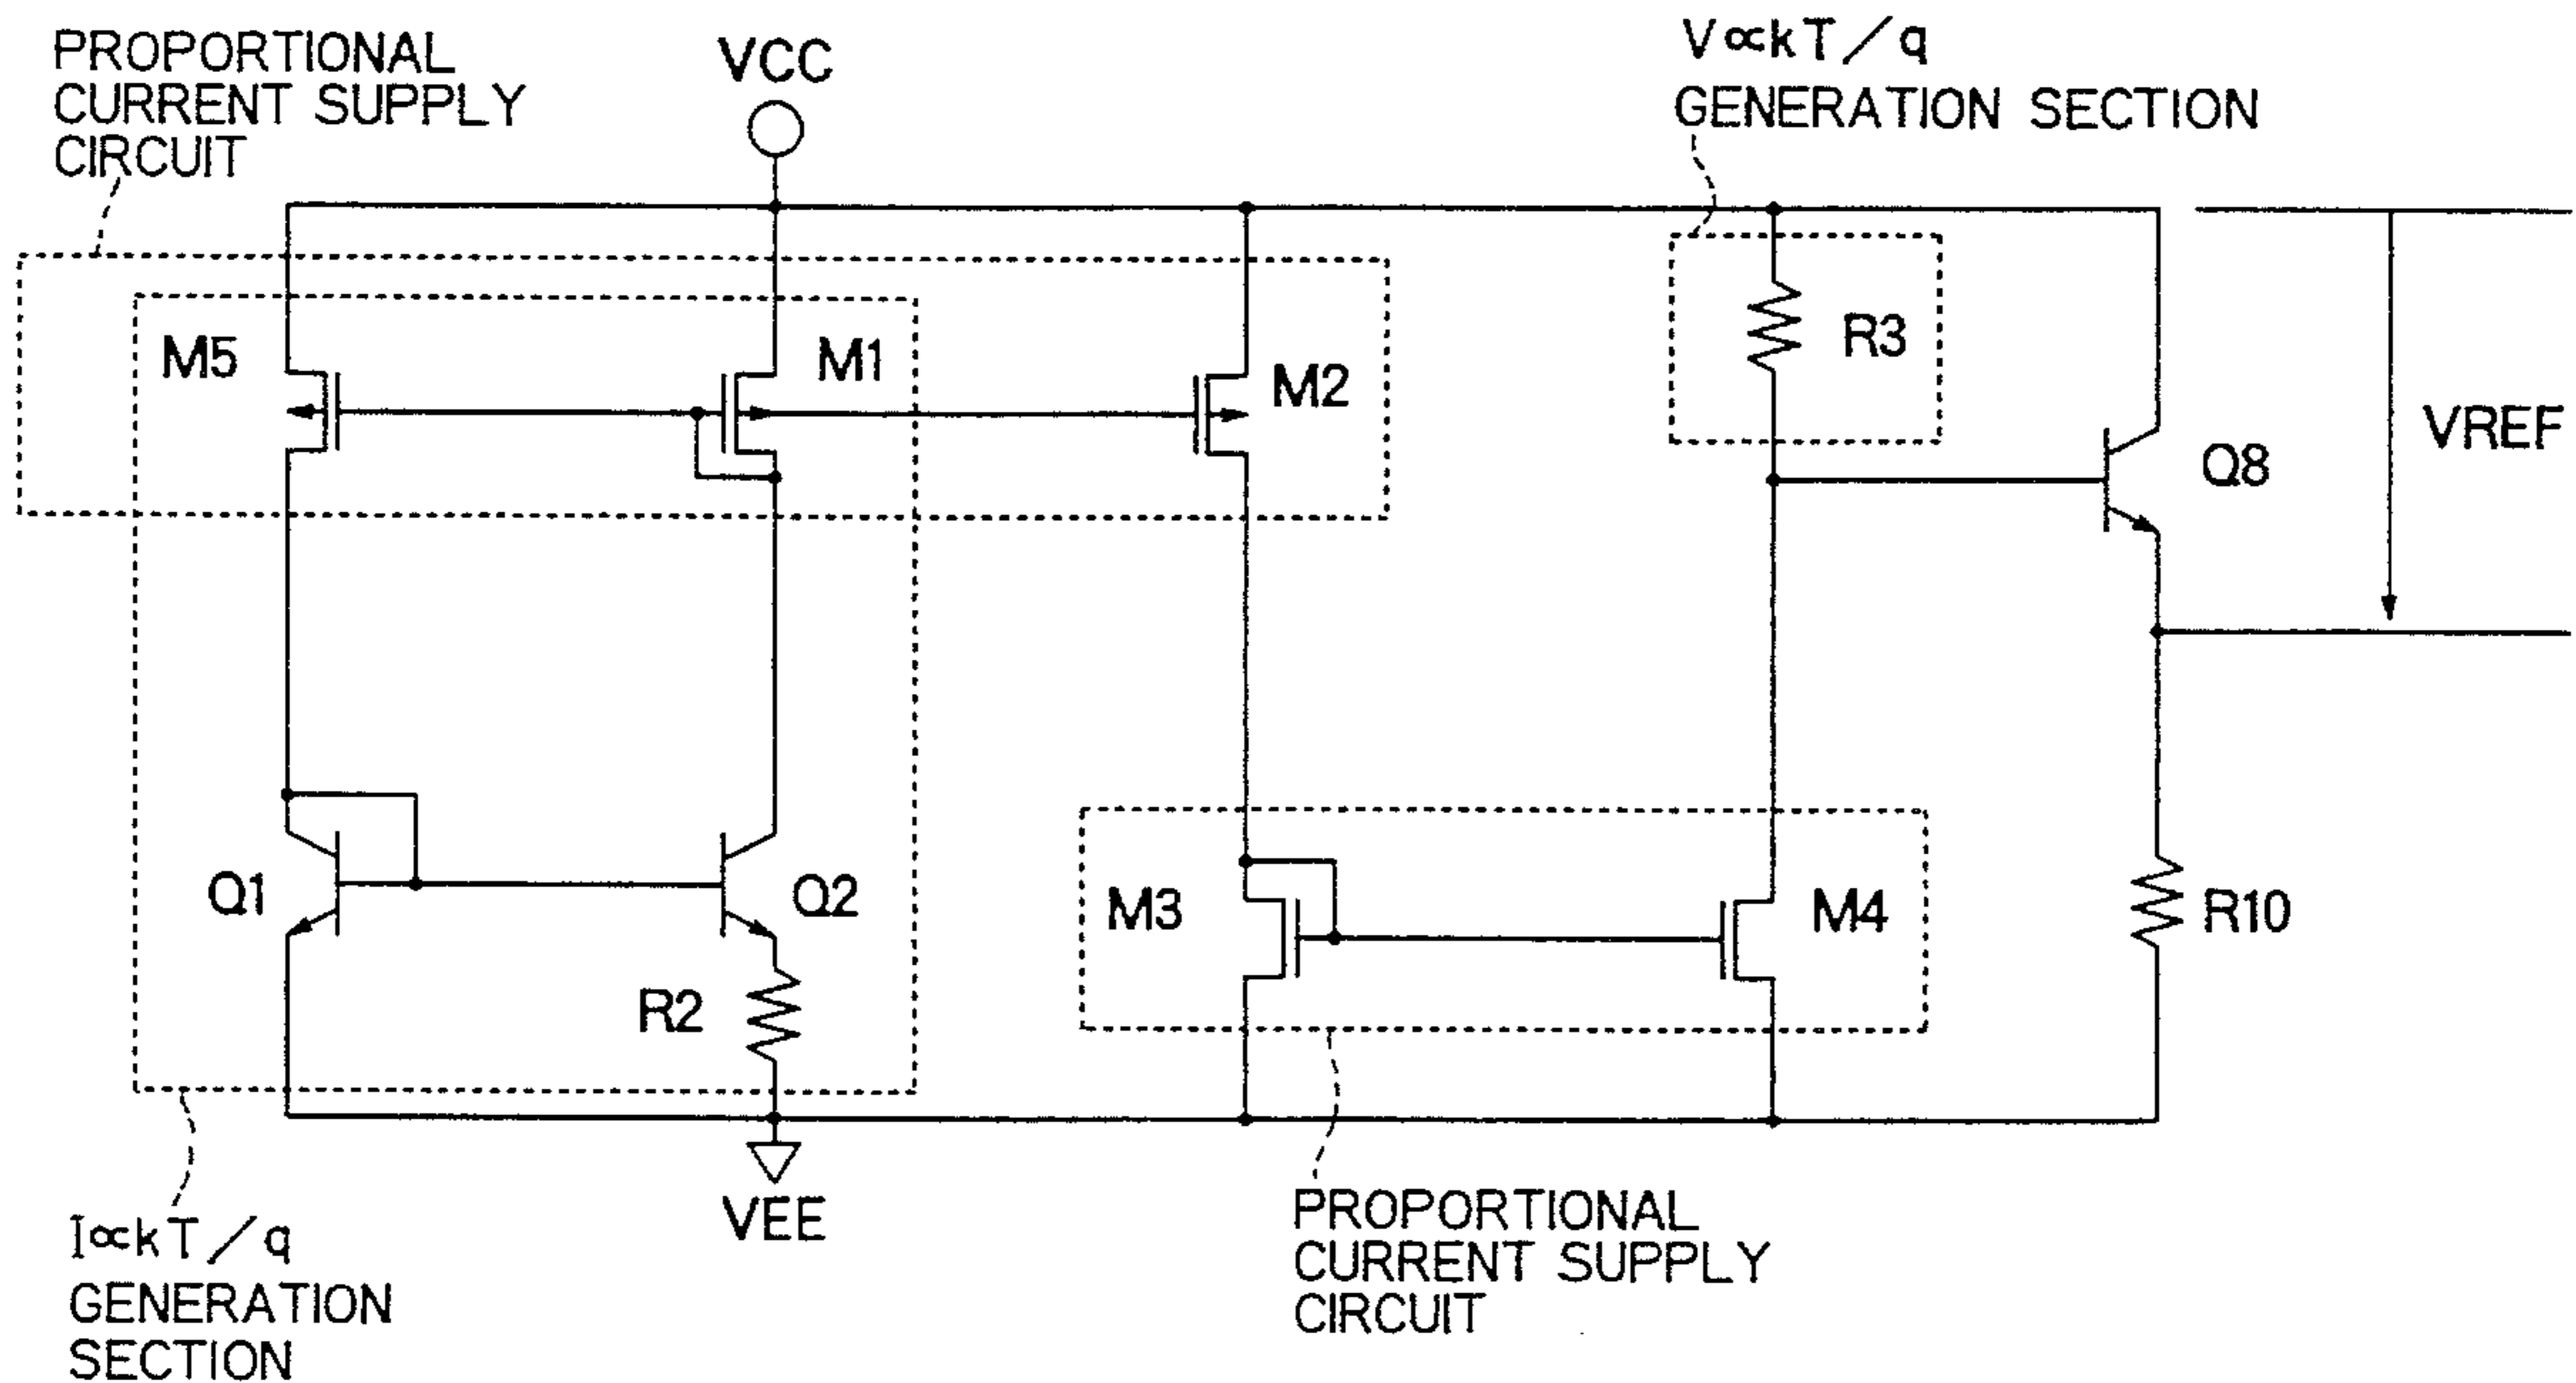 PROPORTIONAL
CURRENT SUPPLY
CIRCUIT
VCC
V∝kT/q
GENERATION SECTION
M5
M1
M2
R3
Q8
VREF
Q1
Q2
R2
M3
M4
R10
VEE
I∝kT/q
GENERATION
SECTION
PROPORTIONAL
CURRENT SUPPLY
CIRCUIT